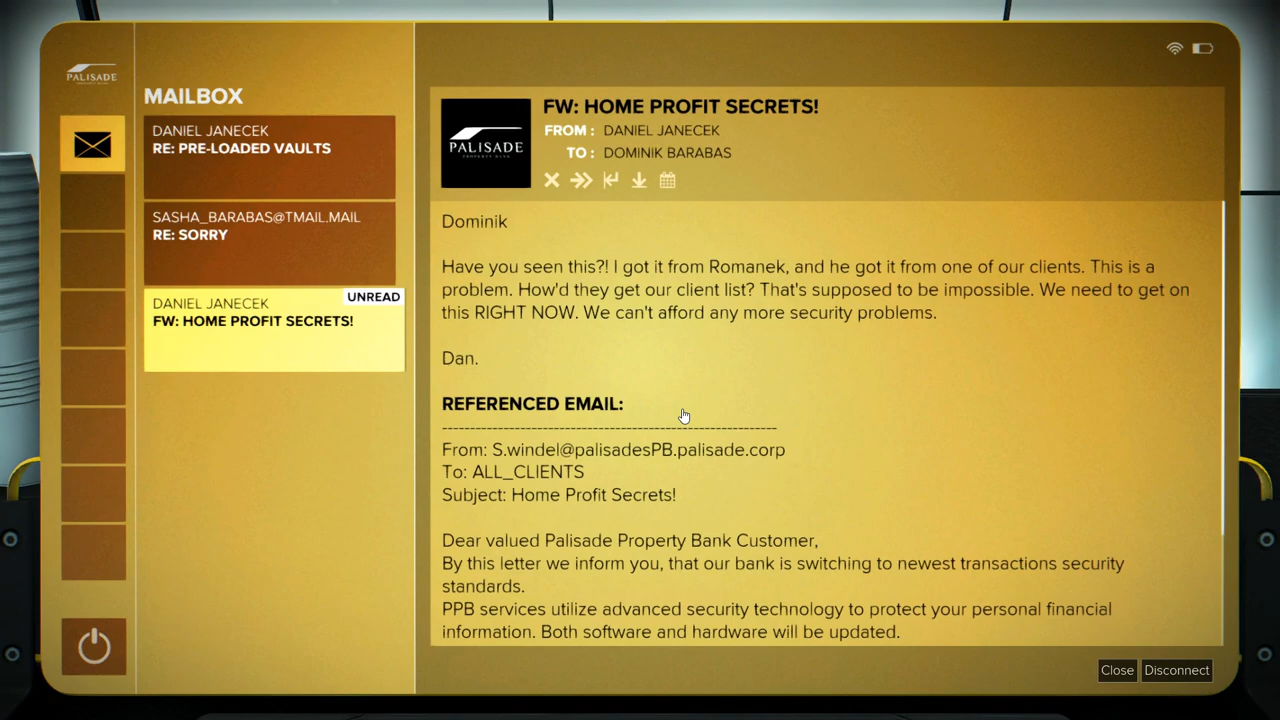 PALISADE
MAILBOX
DANIEL JANECEK
RE: PRE-LOADED VAULTS
SASHA_BARABAS@TMAIL.MAIL
RE: SORRY
UNREAD
DANIEL JANECEK
FW: HOME PROFIT SECRETS!
PALISADE
PROPERTY BANK
FW: HOME PROFIT SECRETS!
FROM : DANIEL JANECEK
TO : DOMINIK BARABAS
Dominik
Have you seen this?! I got it from Romanek, and he got it from one of our clients. This is a
problem. How'd they get our client list? That's supposed to be impossible. We need to get on
this RIGHT NOW. We can't afford any more security problems.
Dan.
REFERENCED EMAIL:
------------------------------------------------------------
From: S.windel@palisadesPB.palisade.corp
To: ALL_CLIENTS
Subject: Home Profit Secrets!
Dear valued Palisade Property Bank Customer,
By this letter we inform you, that our bank is switching to newest transactions security
standards.
PPB services utilize advanced security technology to protect your personal financial
information. Both software and hardware will be updated.
Close
Disconnect